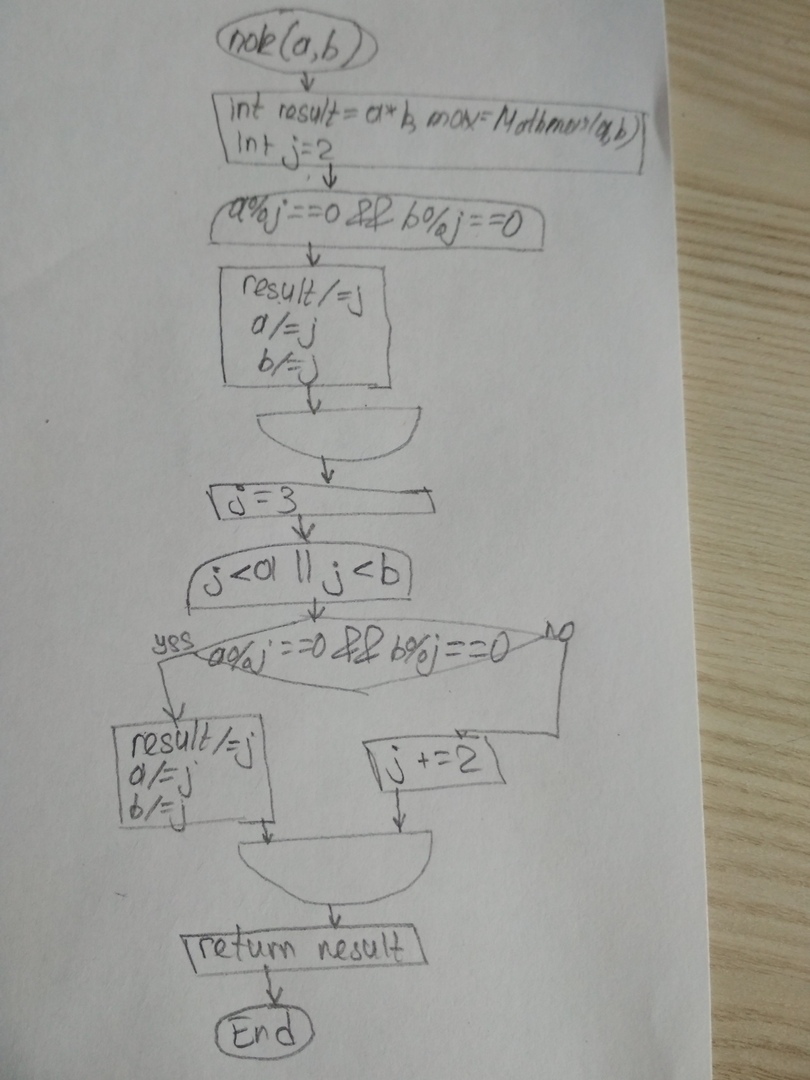 nok(a,b)
int result = a* b, max=Math.max(a,b)
int j=2
a%j==0 && b%j==0
result/=j
a/=j
b/=j
j=3
j<a || j<b
yes
a%j==0 && b%j==0
no
result/=j
a/=j
b/=j
j+=2
return result
End